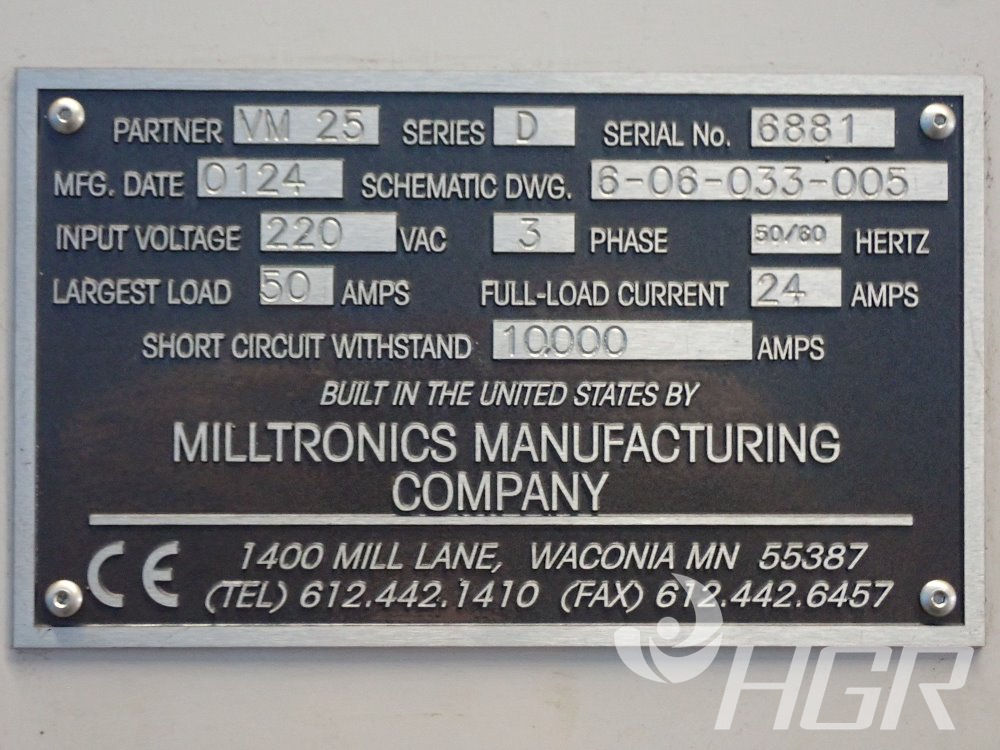 PARTNER VM 25 SERIES D SERIAL No. 6881
MFG. DATE 0124 SCHEMATIC DWG. 6-06-033-005
INPUT VOLTAGE 220 VAC 3 PHASE 50/60 HERTZ
LARGEST LOAD 50 AMPS FULL-LOAD CURRENT 24 AMPS
SHORT CIRCUIT WITHSTAND 10000 AMPS
BUILT IN THE UNITED STATES BY
MILLTRONICS MANUFACTURING
COMPANY
CE 1400 MILL LANE, WACONIA MN 55387
(TEL) 612.442.1410 (FAX) 612.442.6457
HGR